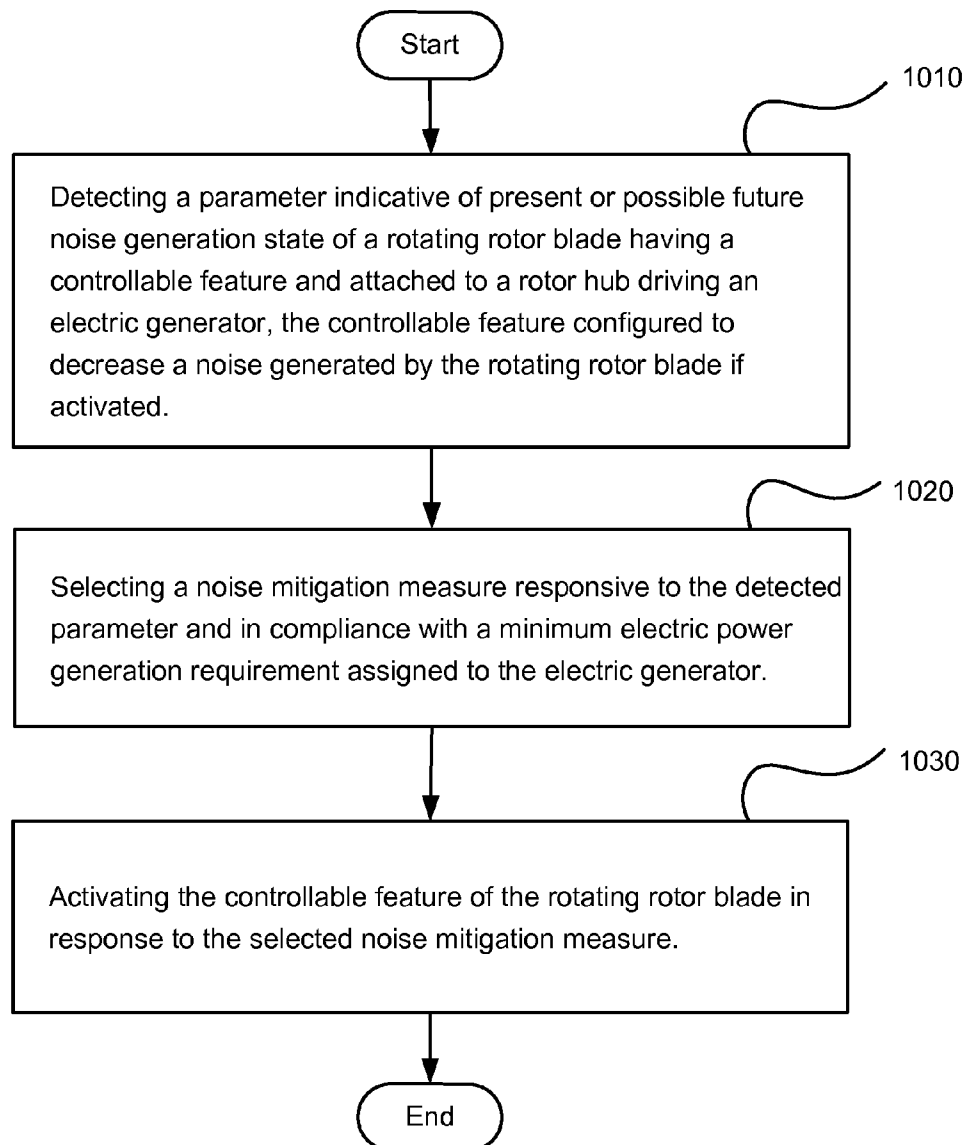 Start
1010
Detecting a parameter indicative of present or possible future
noise generation state of a rotating rotor blade having a
controllable feature and attached to a rotor hub driving an
electric generator, the controllable feature configured to
decrease a noise generated by the rotating rotor blade if
activated.
1020
Selecting a noise mitigation measure responsive to the detected
parameter and in compliance with a minimum electric power
generation requirement assigned to the electric generator.
1030
Activating the controllable feature of the rotating rotor blade in
response to the selected noise mitigation measure.
End